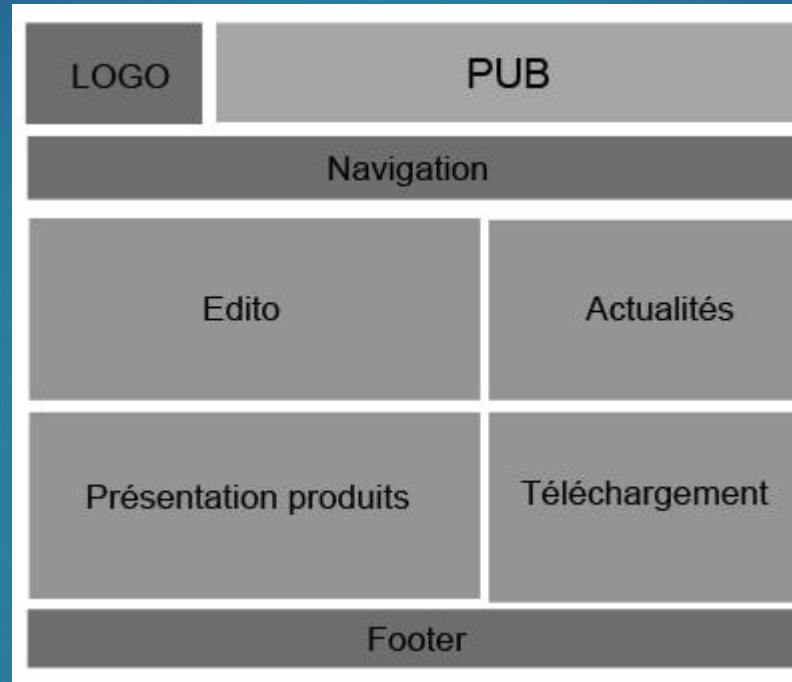 LOGO
PUB
Navigation
Edito
Actualités
Présentation produits
Téléchargement
Footer